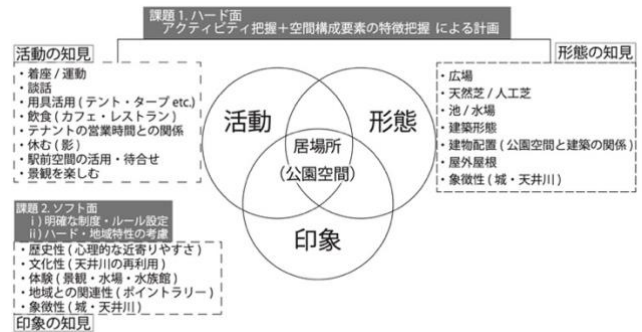 課題1. ハード面
アクティビティ把握＋空間構成要素の特徴把握 による計画
活動の知見
・着座 / 運動
・談話
・用具活用 ( テント・タープ etc.)
・飲食 ( カフェ・レストラン )
・テナントの営業時間との関係
・休む ( 影 )
・駅前空間の活用・待合せ
・景観を楽しむ
形態の知見
・広場
・天然芝 / 人工芝
・池 / 水場
・建築形態
・建物配置 ( 公園空間と建築の関係 )
・屋外屋根
・象徴性 ( 城・天井川 )
活動
形態
居場所
(公園空間)
印象
課題 2. ソフト面
ⅰ) 明確な制度・ルール設定
ⅱ) ハード・地域特性の考慮
・歴史性 ( 心理的な近寄りやすさ )
・文化性 ( 天井川の再利用 )
・体験 ( 景観・水場・水族館 )
・地域との関連性 ( ポイントラリー )
・象徴性 ( 城・天井川 )
印象の知見